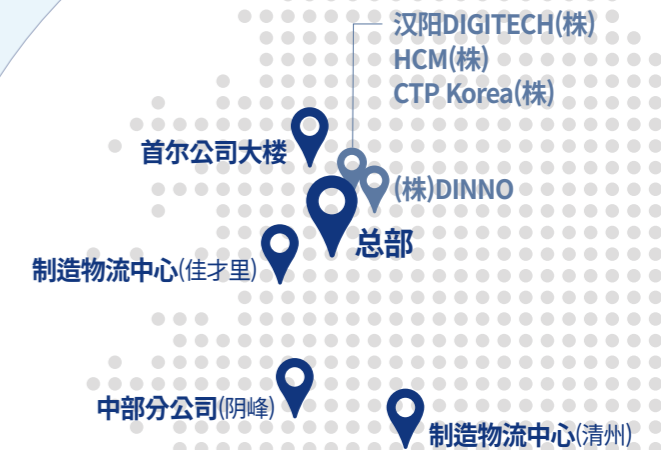 汉阳DIGITECH(株)
HCM(株)
CTP Korea(株)
首尔公司大楼
(株)DINNO
总部
制造物流中心(佳才里)
中部分公司(阴峰)
制造物流中心(清州)